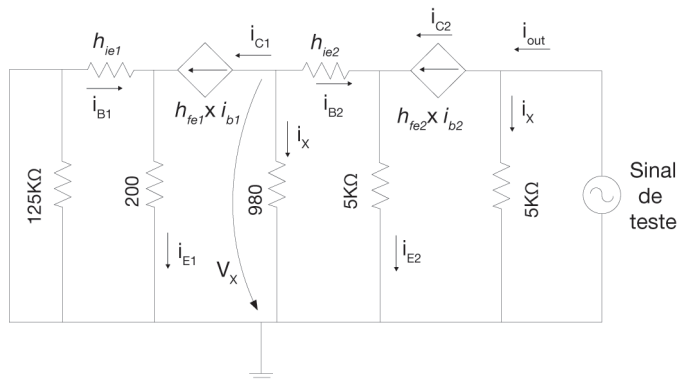 h_ie1
i_C1
h_ie2
i_C2
i_out
i_B1
h_fe1 x i_b1
i_B2
h_fe2 x i_b2
i_X
i_X
125KΩ
200
980
5KΩ
5KΩ
Sinal
de
teste
i_E1
V_X
i_E2